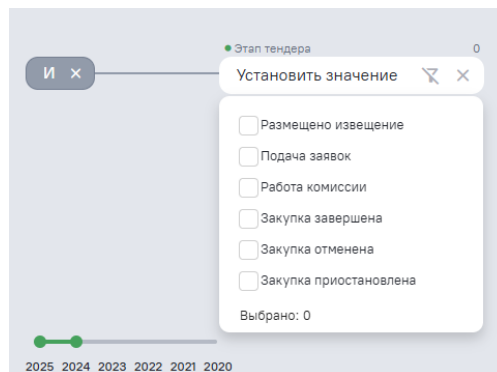 Этап тендера 0
И ×
Установить значение ×
Размещено извещение
Подача заявок
Работа комиссии
Закупка завершена
Закупка отменена
Закупка приостановлена
Выбрано: 0
2025 2024 2023 2022 2021 2020